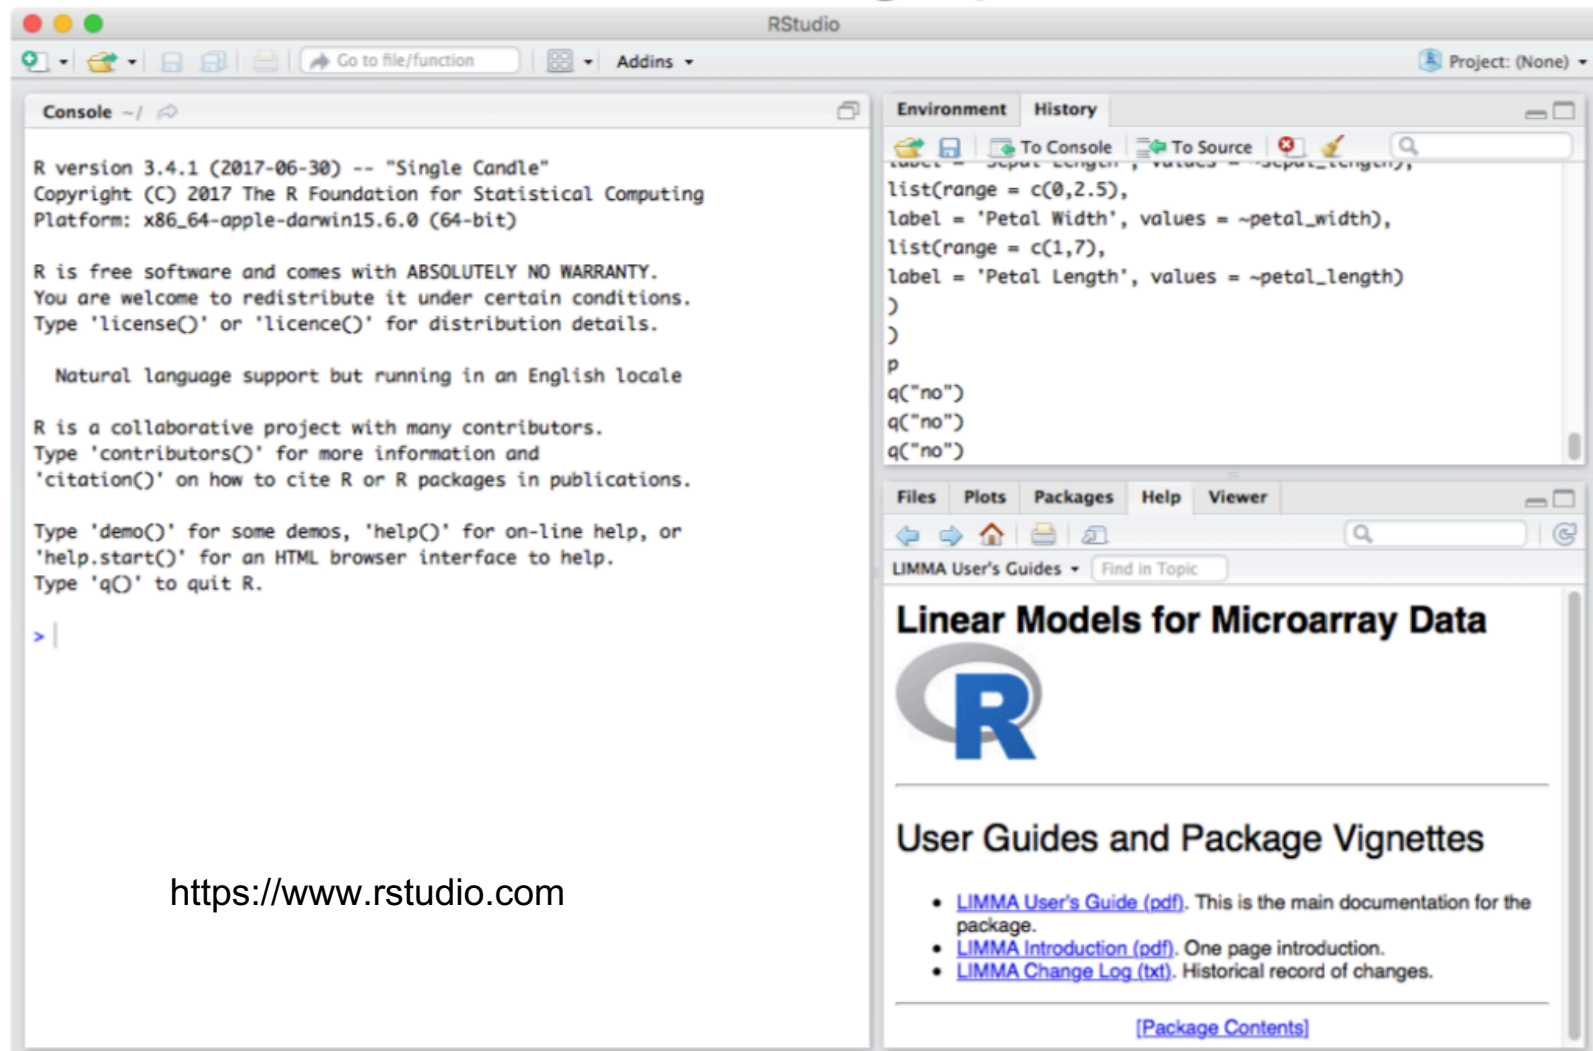 RStudio
Go to file/function
Addins
Project: (None)
Console ~/
R version 3.4.1 (2017-06-30) -- "Single Candle"
Copyright (C) 2017 The R Foundation for Statistical Computing
Platform: x86_64-apple-darwin15.6.0 (64-bit)
R is free software and comes with ABSOLUTELY NO WARRANTY.
You are welcome to redistribute it under certain conditions.
Type 'license()' or 'licence()' for distribution details.
Natural language support but running in an English locale
R is a collaborative project with many contributors.
Type 'contributors()' for more information and
'citation()' on how to cite R or R packages in publications.
Type 'demo()' for some demos, 'help()' for on-line help, or
'help.start()' for an HTML browser interface to help.
Type 'q()' to quit R.
>
https://www.rstudio.com
Environment History
To Console To Source
label = 'Sepal Length', values = ~sepal_length),
list(range = c(0,2.5),
label = 'Petal Width', values = ~petal_width),
list(range = c(1,7),
label = 'Petal Length', values = ~petal_length)
)
)
p
q("no")
q("no")
q("no")
Files Plots Packages Help Viewer
LIMMA User's Guides Find in Topic
Linear Models for Microarray Data
R
User Guides and Package Vignettes
• LIMMA User's Guide (pdf). This is the main documentation for the
package.
• LIMMA Introduction (pdf). One page introduction.
• LIMMA Change Log (txt). Historical record of changes.
[Package Contents]